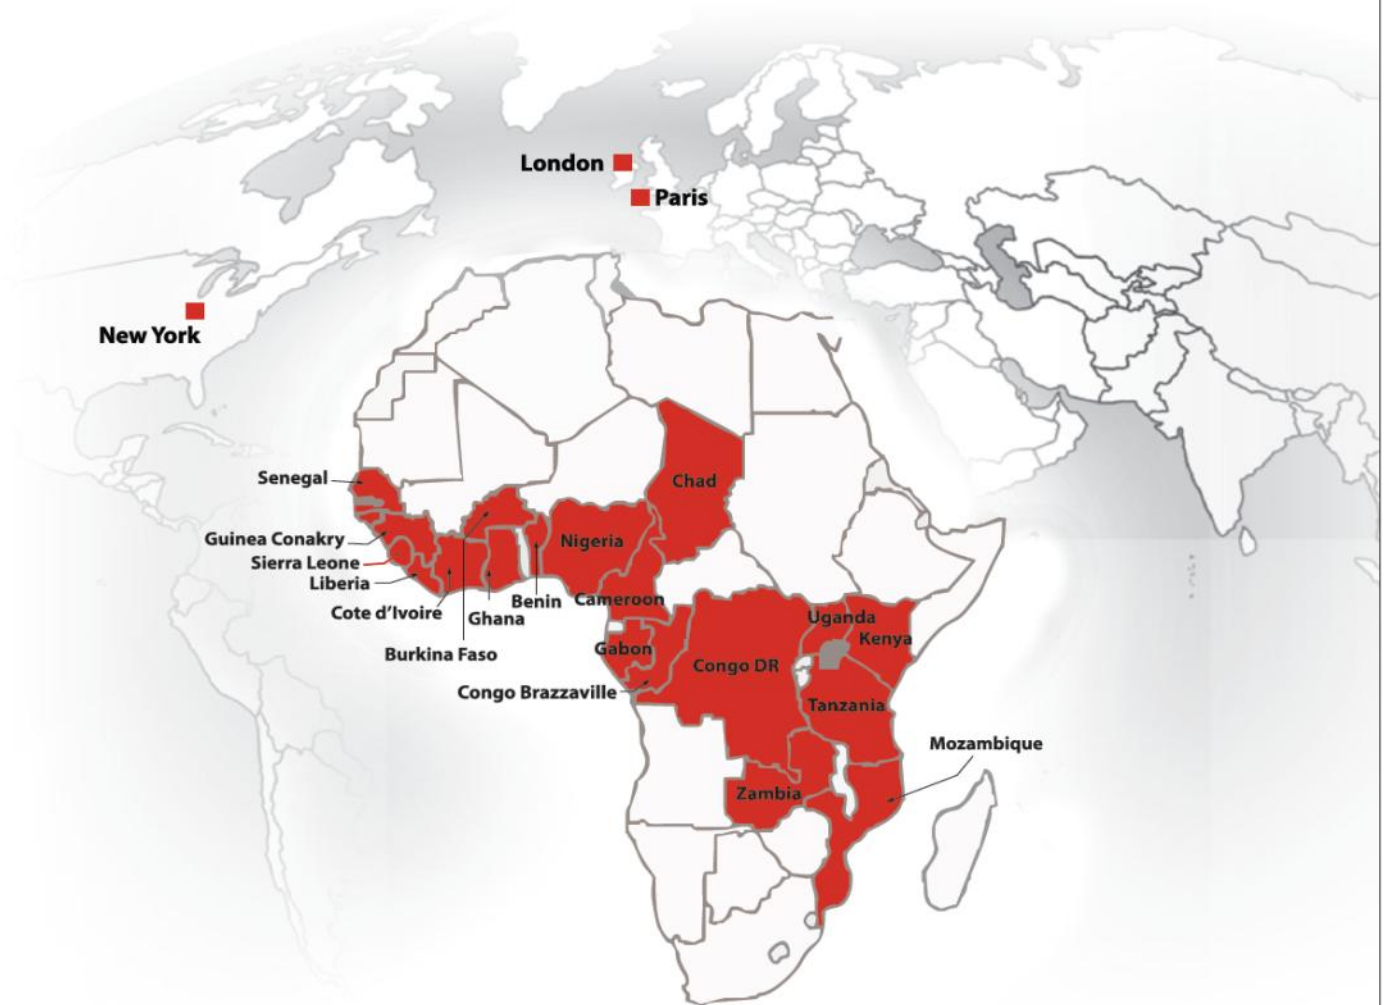 London
Paris
New York
Senegal
Chad
Guinea Conakry
Nigeria
Sierra Leone
Liberia
Benin
Cameroon
Cote d'Ivoire
Ghana
Uganda
Kenya
Burkina Faso
Gabon
Congo DR
Congo Brazzaville
Tanzania
Mozambique
Zambia